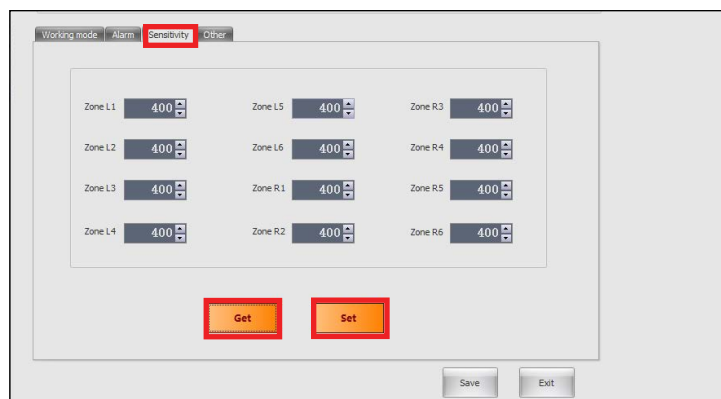 Working mode Alarm Sensitivity Other
Zone L1 400 Zone L5 400 Zone R3 400
Zone L2 400 Zone L6 400 Zone R4 400
Zone L3 400 Zone R1 400 Zone R5 400
Zone L4 400 Zone R2 400 Zone R6 400
Get Set
Save Exit